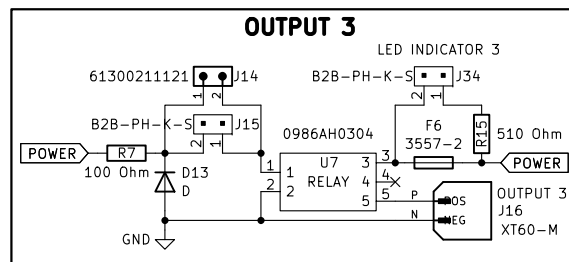 OUTPUT 3
LED INDICATOR 3
61300211121
J14
1 2
B2B-PH-K-S
J34
2 1
B2B-PH-K-S
J15
2 1
0986AH0304
F6
3557-2
R15
510 Ohm
POWER
R7
100 Ohm
D13
D
1
2
1
2
U7
RELAY
3
4
5
3
4
5
POWER
P
N
POS
NEG
OUTPUT 3
J16
XT60-M
GND